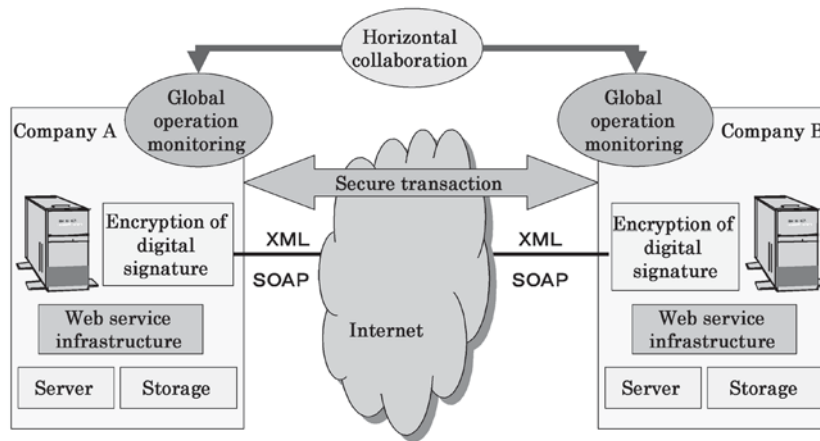 Horizontal
collaboration
Company A
Global
operation
monitoring
Global
operation
monitoring
Company B
Secure transaction
Encryption of
digital
signature
XML
SOAP
Internet
XML
SOAP
Encryption of
digital
signature
Web service
infrastructure
Web service
infrastructure
Server
Storage
Server
Storage